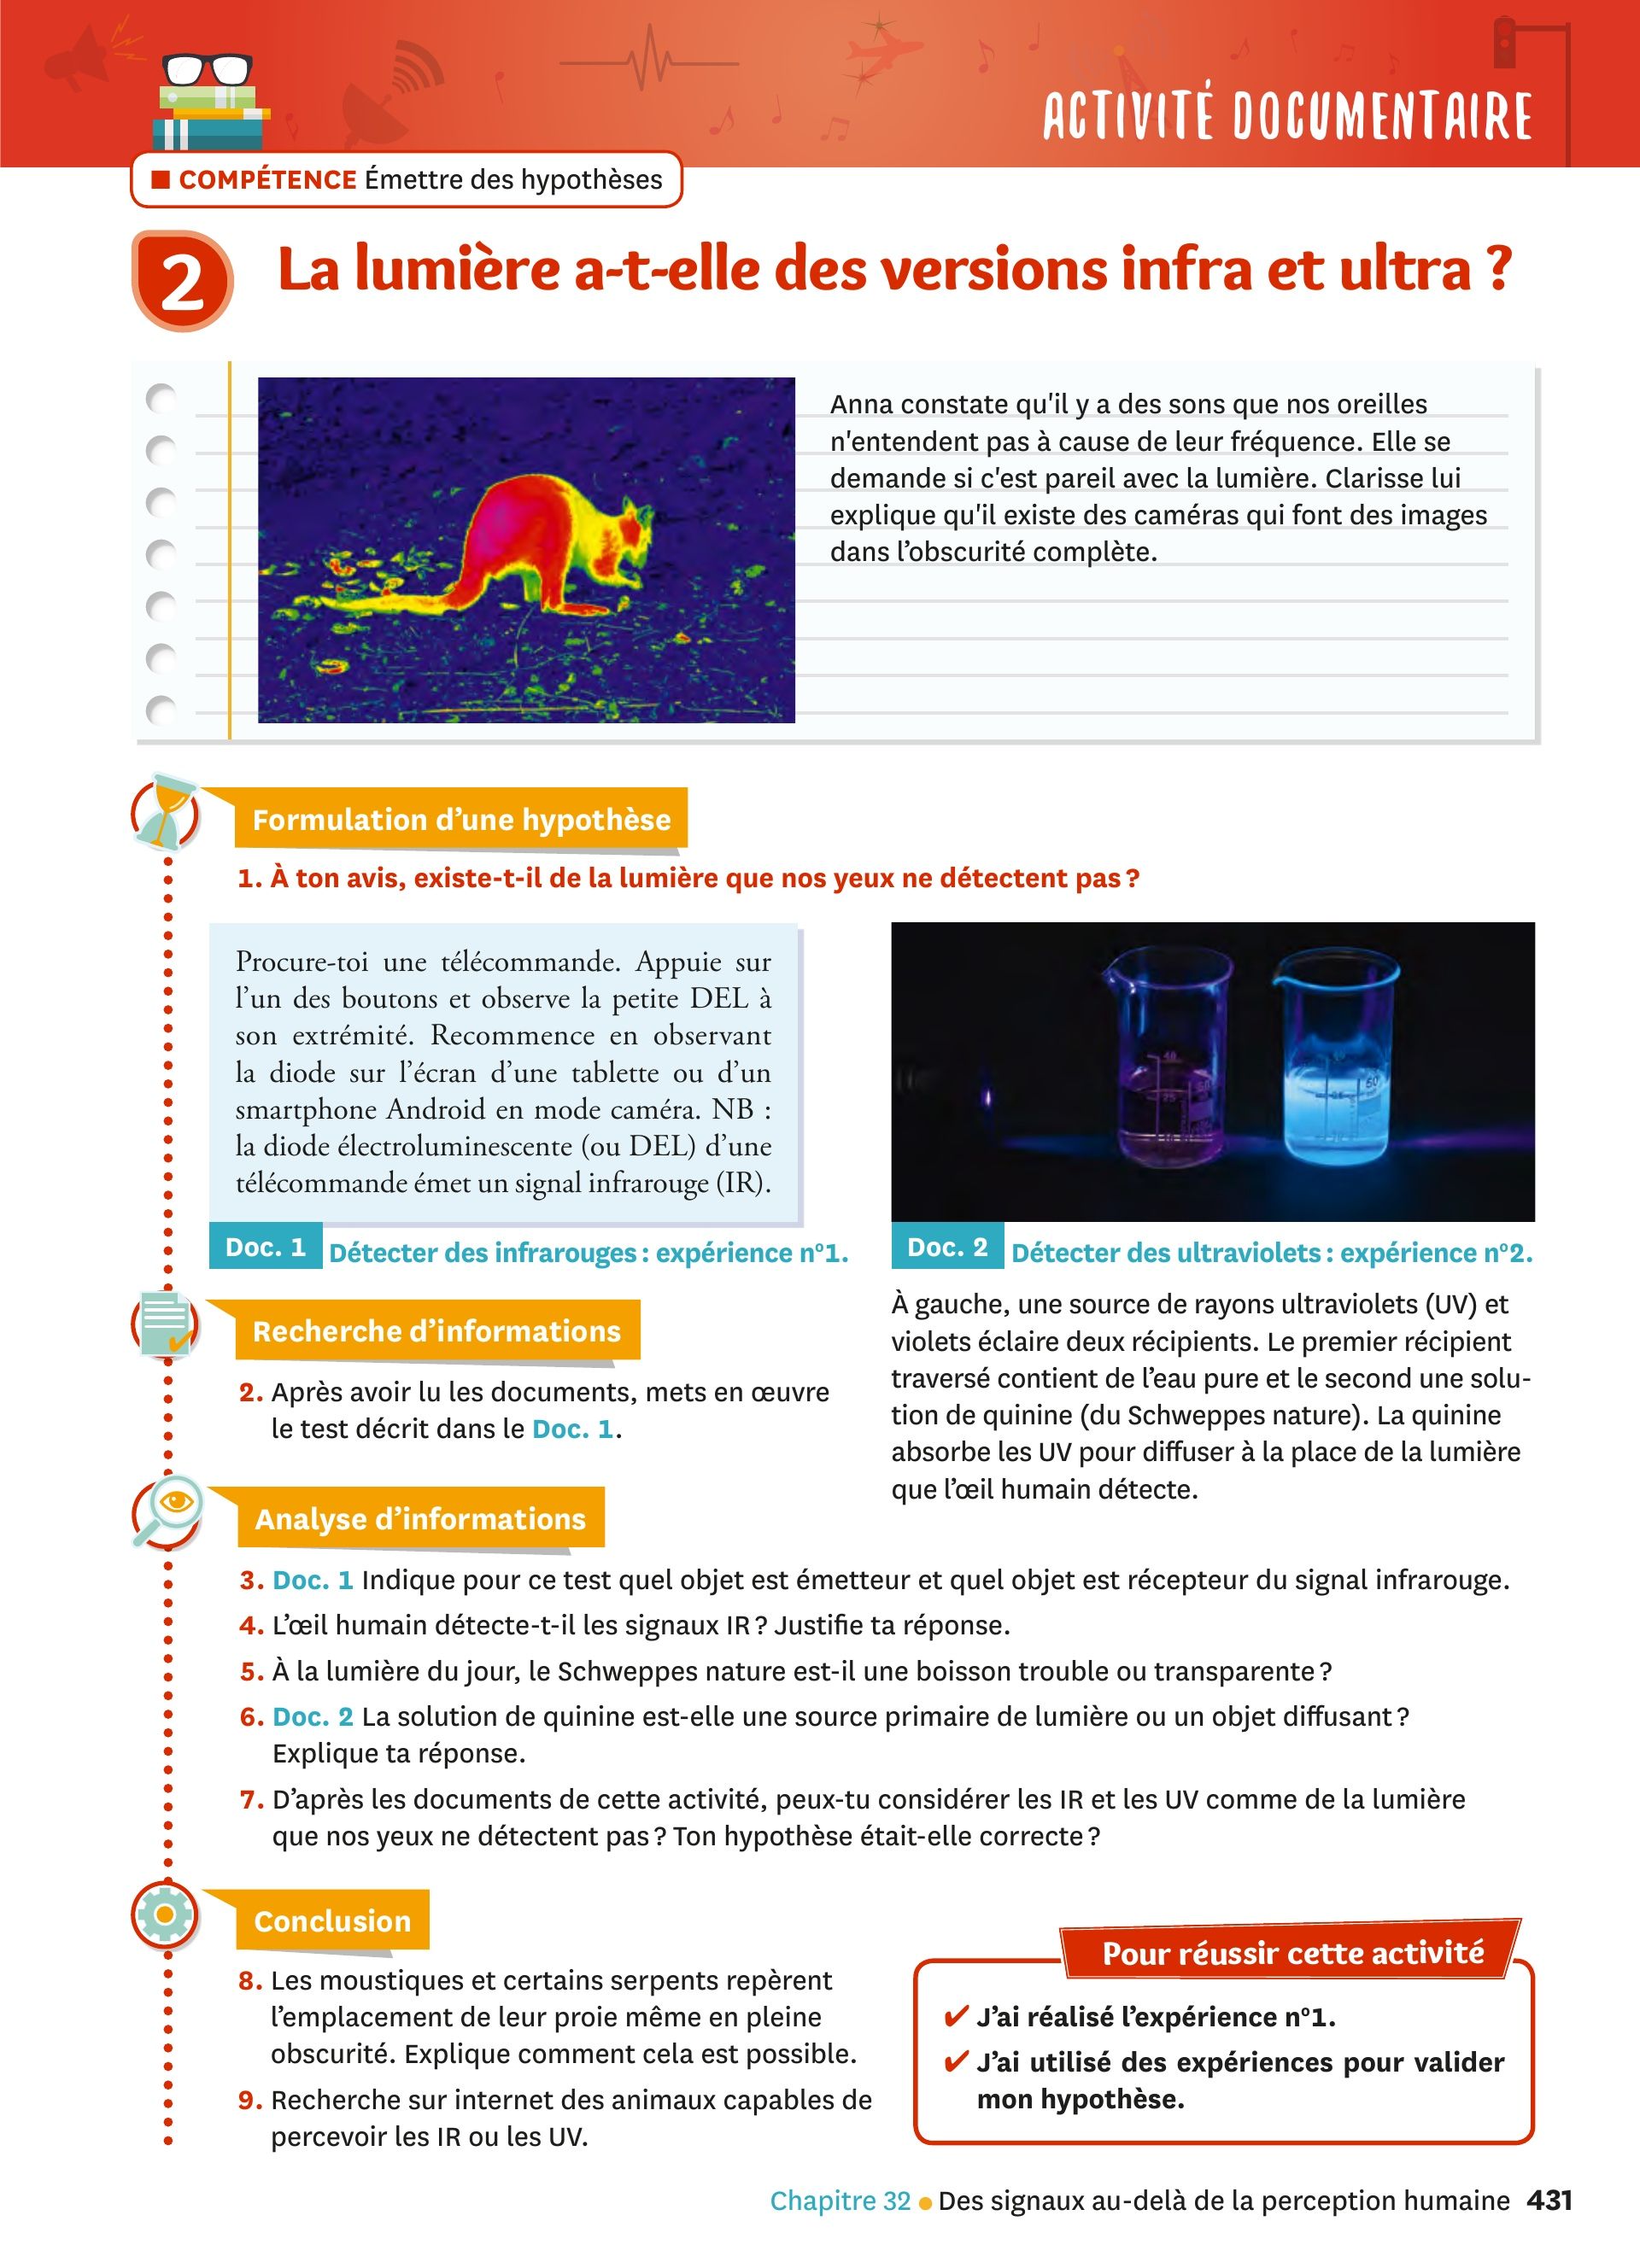 ACTIVITÉ DOCUMENTAIRE
■ COMPÉTENCE Émettre des hypothèses
2 La lumière a-t-elle des versions infra et ultra ?
Anna constate qu'il y a des sons que nos oreilles
n'entendent pas à cause de leur fréquence. Elle se
demande si c'est pareil avec la lumière. Clarisse lui
explique qu'il existe des caméras qui font des images
dans l’obscurité complète.
Formulation d’une hypothèse
1. À ton avis, existe-t-il de la lumière que nos yeux ne détectent pas ?
Procure-toi une télécommande. Appuie sur
l’un des boutons et observe la petite DEL à
son extrémité. Recommence en observant
la diode sur l’écran d’une tablette ou d’un
smartphone Android en mode caméra. NB :
la diode électroluminescente (ou DEL) d’une
télécommande émet un signal infrarouge (IR).
Doc. 1 Détecter des infrarouges : expérience n°1.
Doc. 2 Détecter des ultraviolets : expérience n°2.
À gauche, une source de rayons ultraviolets (UV) et
violets éclaire deux récipients. Le premier récipient
traversé contient de l’eau pure et le second une solu-
tion de quinine (du Schweppes nature). La quinine
absorbe les UV pour diffuser à la place de la lumière
que l’œil humain détecte.
Recherche d’informations
2. Après avoir lu les documents, mets en œuvre
le test décrit dans le Doc. 1.
Analyse d’informations
3. Doc. 1 Indique pour ce test quel objet est émetteur et quel objet est récepteur du signal infrarouge.
4. L’œil humain détecte-t-il les signaux IR ? Justifie ta réponse.
5. À la lumière du jour, le Schweppes nature est-il une boisson trouble ou transparente ?
6. Doc. 2 La solution de quinine est-elle une source primaire de lumière ou un objet diffusant ?
Explique ta réponse.
7. D’après les documents de cette activité, peux-tu considérer les IR et les UV comme de la lumière
que nos yeux ne détectent pas ? Ton hypothèse était-elle correcte ?
Conclusion
8. Les moustiques et certains serpents repèrent
l’emplacement de leur proie même en pleine
obscurité. Explique comment cela est possible.
9. Recherche sur internet des animaux capables de
percevoir les IR ou les UV.
Pour réussir cette activité
✔ J’ai réalisé l’expérience n°1.
✔ J’ai utilisé des expériences pour valider
mon hypothèse.
Chapitre 32 ● Des signaux au-delà de la perception humaine 431